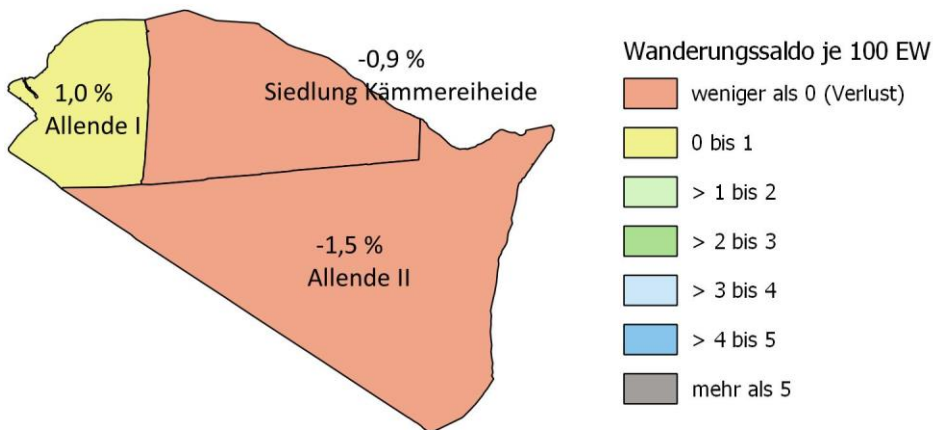 -0,9 %
Siedlung Kämmereiheide
1,0 %
Allende I
-1,5 %
Allende II
Wanderungssaldo je 100 EW
weniger als 0 (Verlust)
0 bis 1
> 1 bis 2
> 2 bis 3
> 3 bis 4
> 4 bis 5
mehr als 5